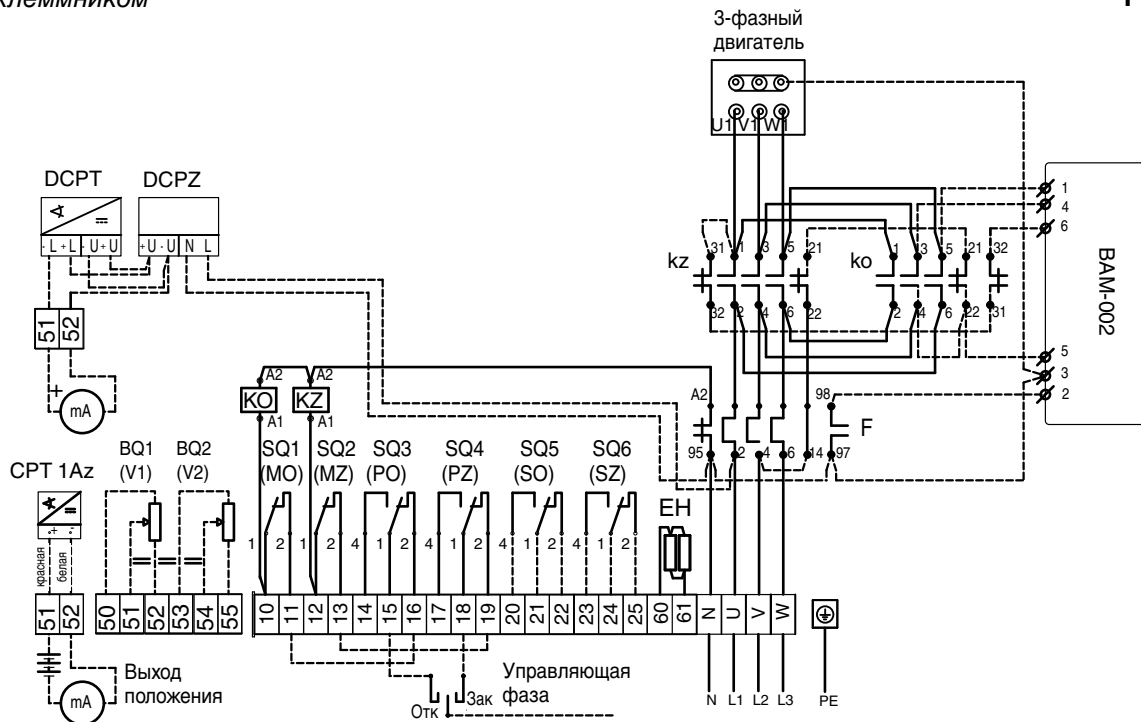 клеммником
3-фазный
двигатель
U1 V1 W1
DCPT DCPZ
- L + L - U + U
+ U - U N L
1
4
6
31 1 3 5 21
1 3 5 21 32
kz
ko
BAM-002
32 2 4 6 22
2 4 6 22 31
51 52
5
3
2
+
mA
A2 A2
KO KZ
A1 A1
A2 98
F
95 2 4 6 14 97
CPT 1Az
BQ1
(V1)
BQ2
(V2)
SQ1
(MO)
SQ2
(MZ)
SQ3
(PO)
SQ4
(PZ)
SQ5
(SO)
SQ6
(SZ)
EH
+ -
красная
белая
1 2 1 2 4 1 2 4 1 2 4 1 2 4 1 2
51 52
50 51 52 53 54 55
10 11 12 13 14 15 16 17 18 19 20 21 22 23 24 25 60 61 N U V W
mA
Выход
положения
Управляющая
фаза
Отк
Зак
N L1 L2 L3 PE